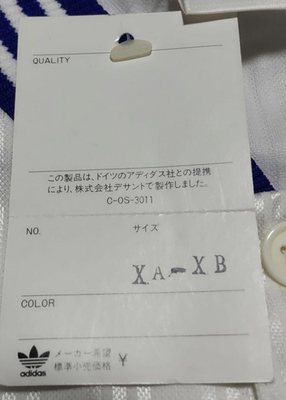 QUALITY
この製品は、ドイツのアディダス社との提携
により、株式会社デサントで製作しました。
C-OS-3011
NO.
サイズ
XA-XB
COLOR
adidas
メーカー希望
標準小売価格 ¥